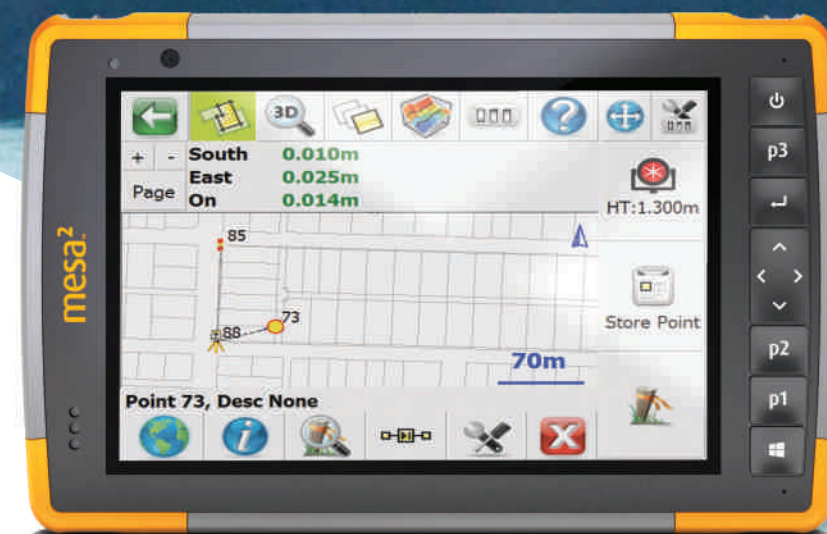 3D
+ - South 0.010m
East 0.025m
Page
On 0.014m
HT:1.300m
85
73
88
70m
Store Point
Point 73, Desc None
mesa²
p3
p2
p1